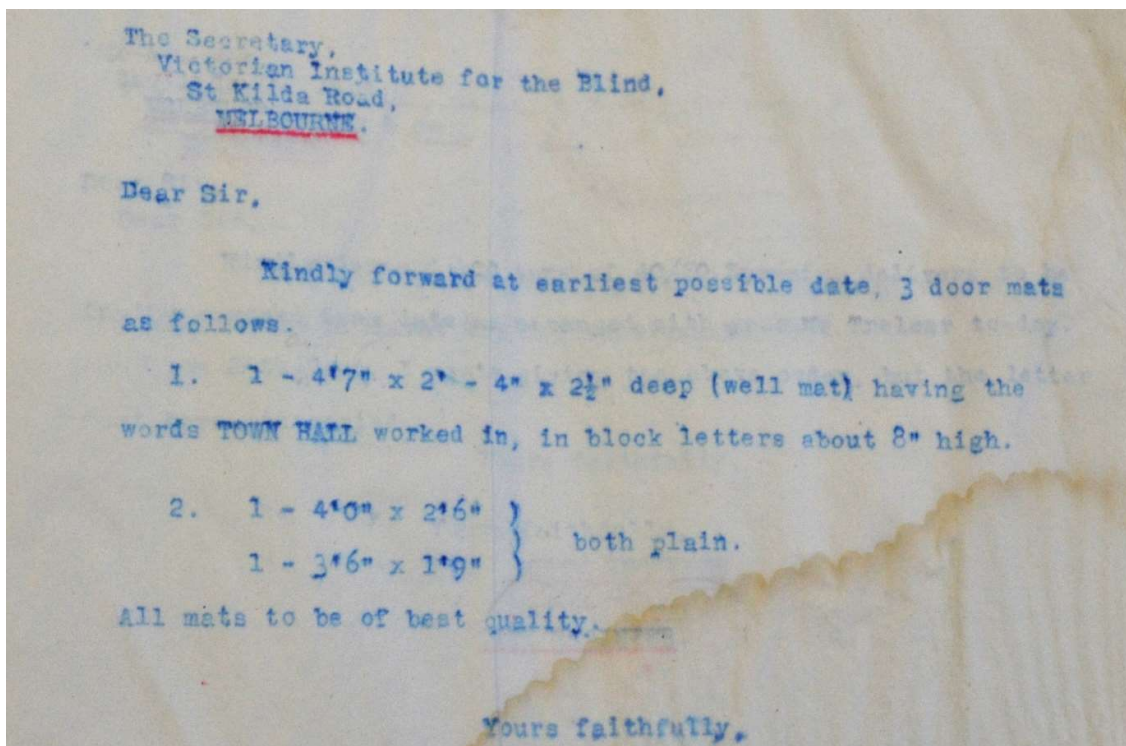 The Secretary,
Victorian Institute for the Blind,
St Kilda Road,
MELBOURNE.
Dear Sir,
Kindly forward at earliest possible date, 3 door mats
as follows.
1. 1 - 4'7" x 2' - 4" x 2½" deep (well mat) having the
words TOWN HALL worked in, in block letters about 8" high.
2. 1 - 4'0" x 2'6" }
1 - 3'6" x 1'9" } both plain.
All mats to be of best quality.
Yours faithfully,